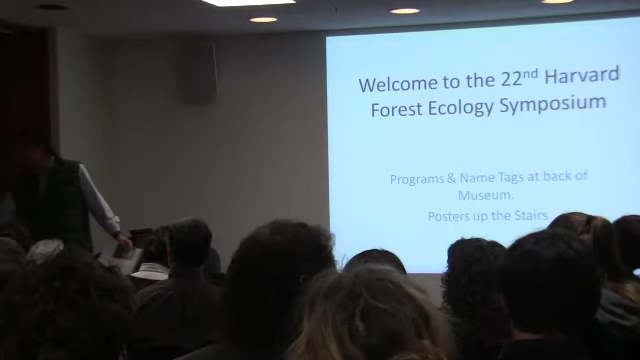 Welcome to the 22nd Harvard
Forest Ecology Symposium
Programs & Name Tags at back of
Museum.
Posters up the Stairs